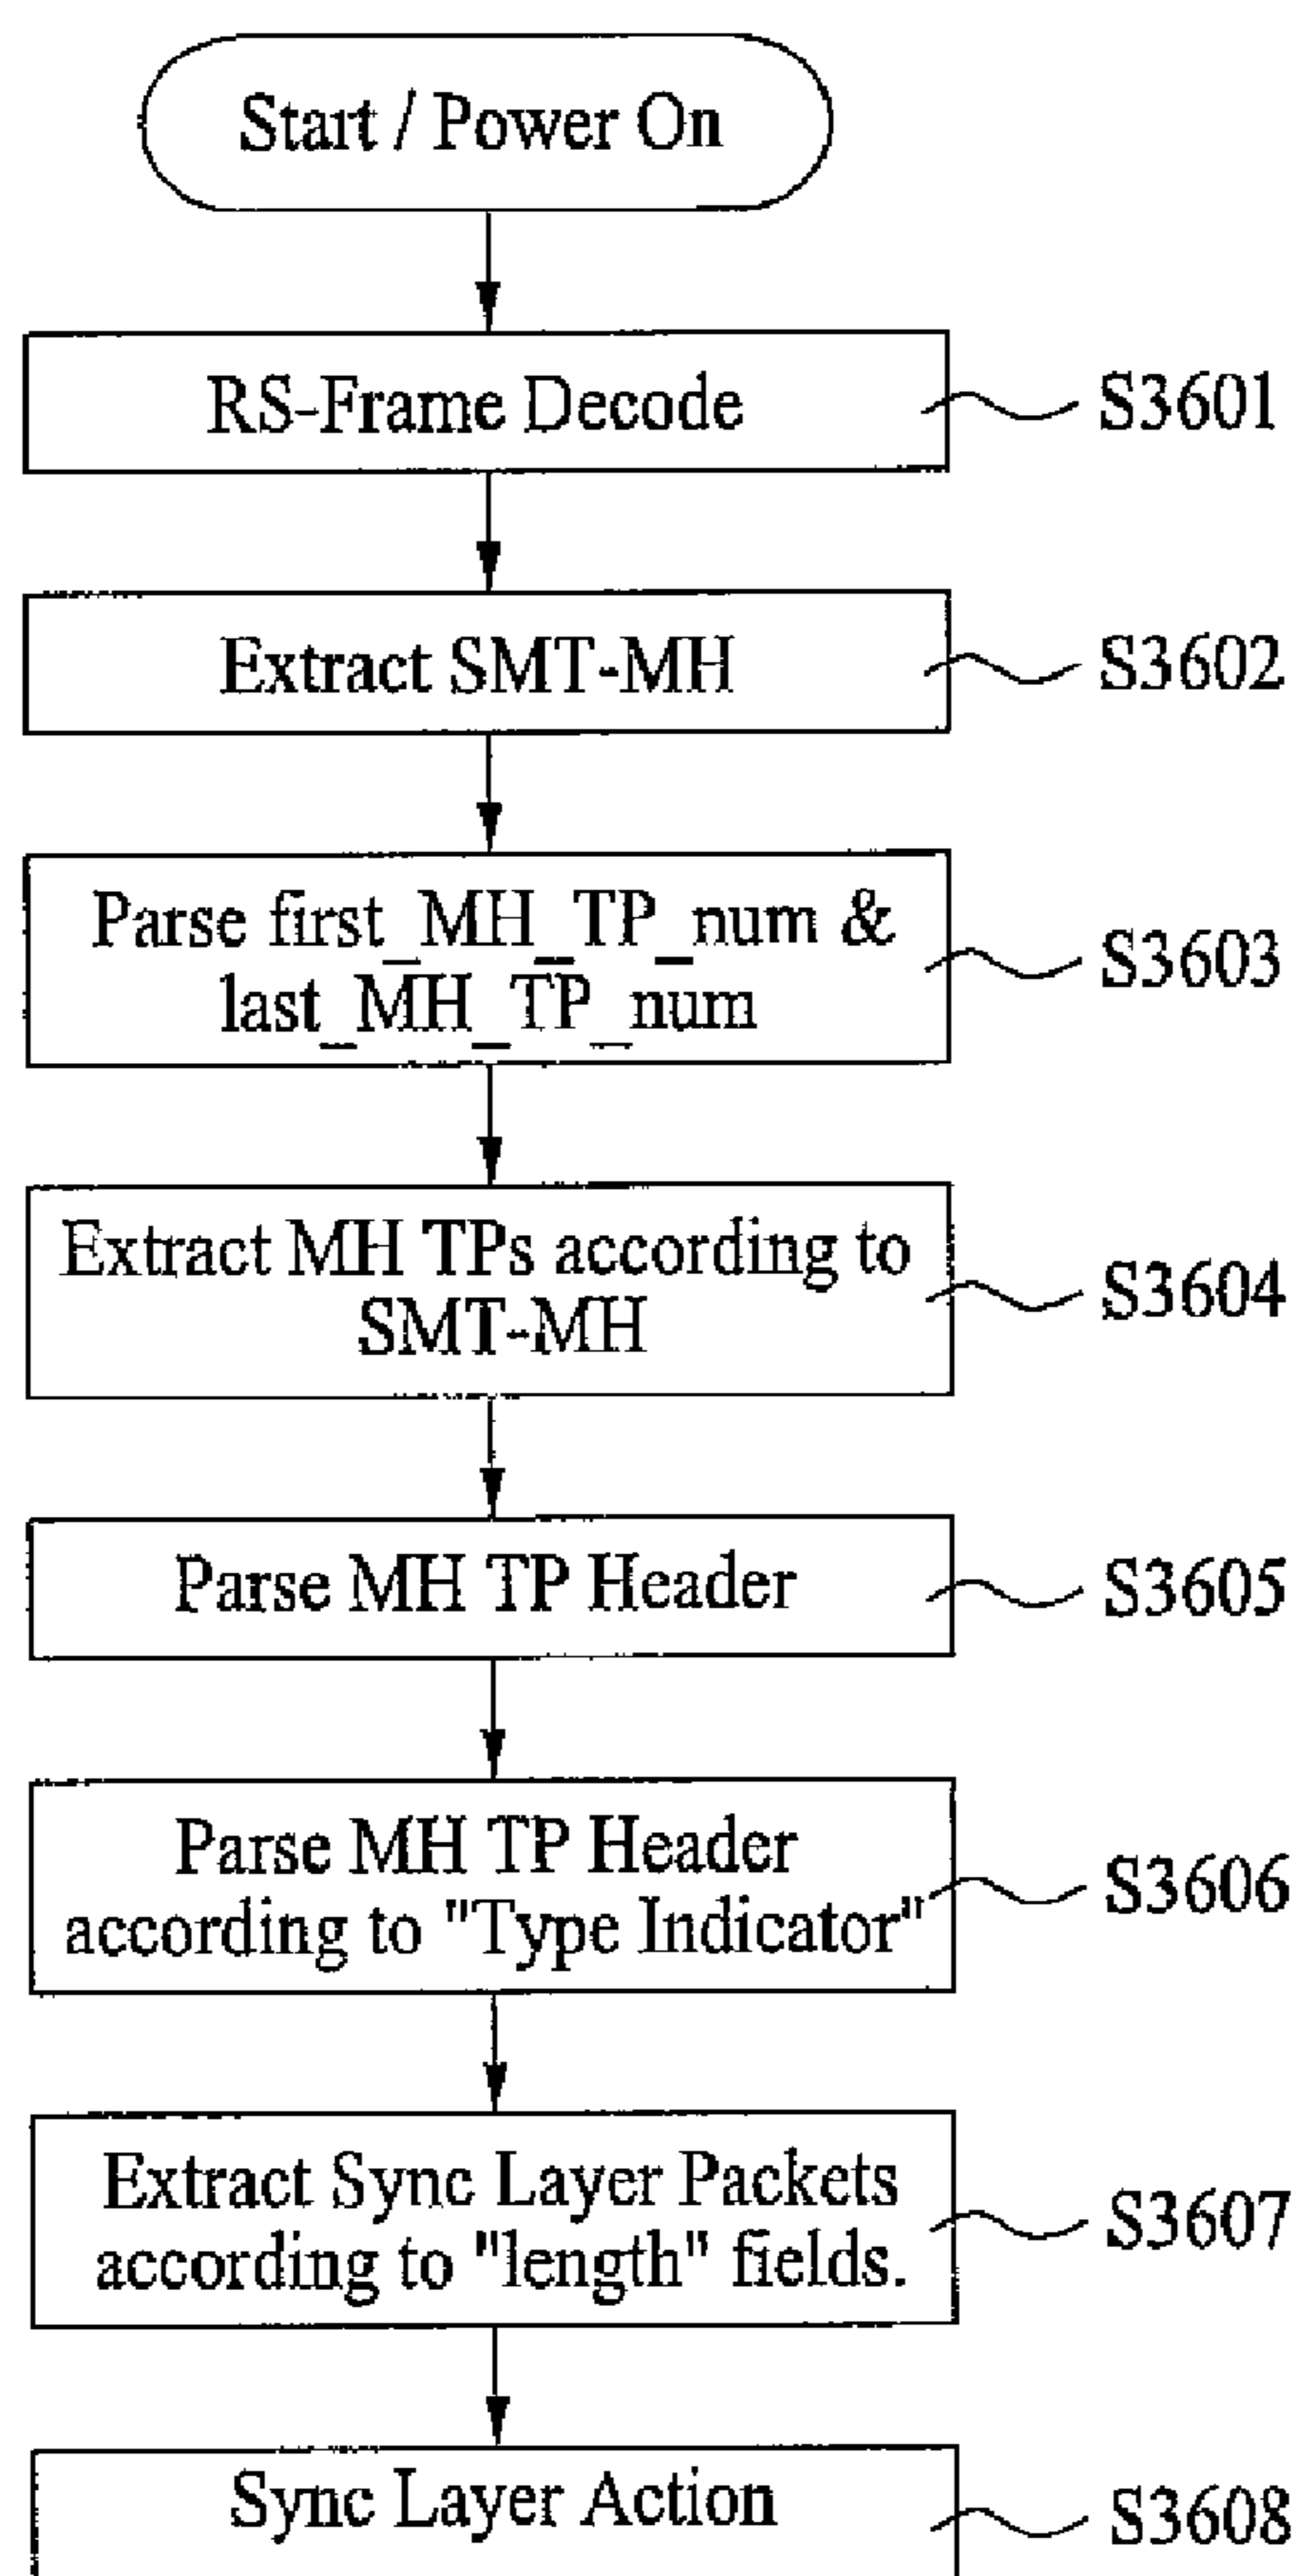 Start / Power On
RS-Frame Decode
S3601
Extract SMT-MH
S3602
Parse first_MH_TP_num &
last_MH_TP_num
S3603
Extract MH TPs according to
SMT-MH
S3604
Parse MH TP Header
S3605
Parse MH TP Header
according to "Type Indicator"
S3606
Extract Sync Layer Packets
according to "length" fields.
S3607
Sync Layer Action
S3608